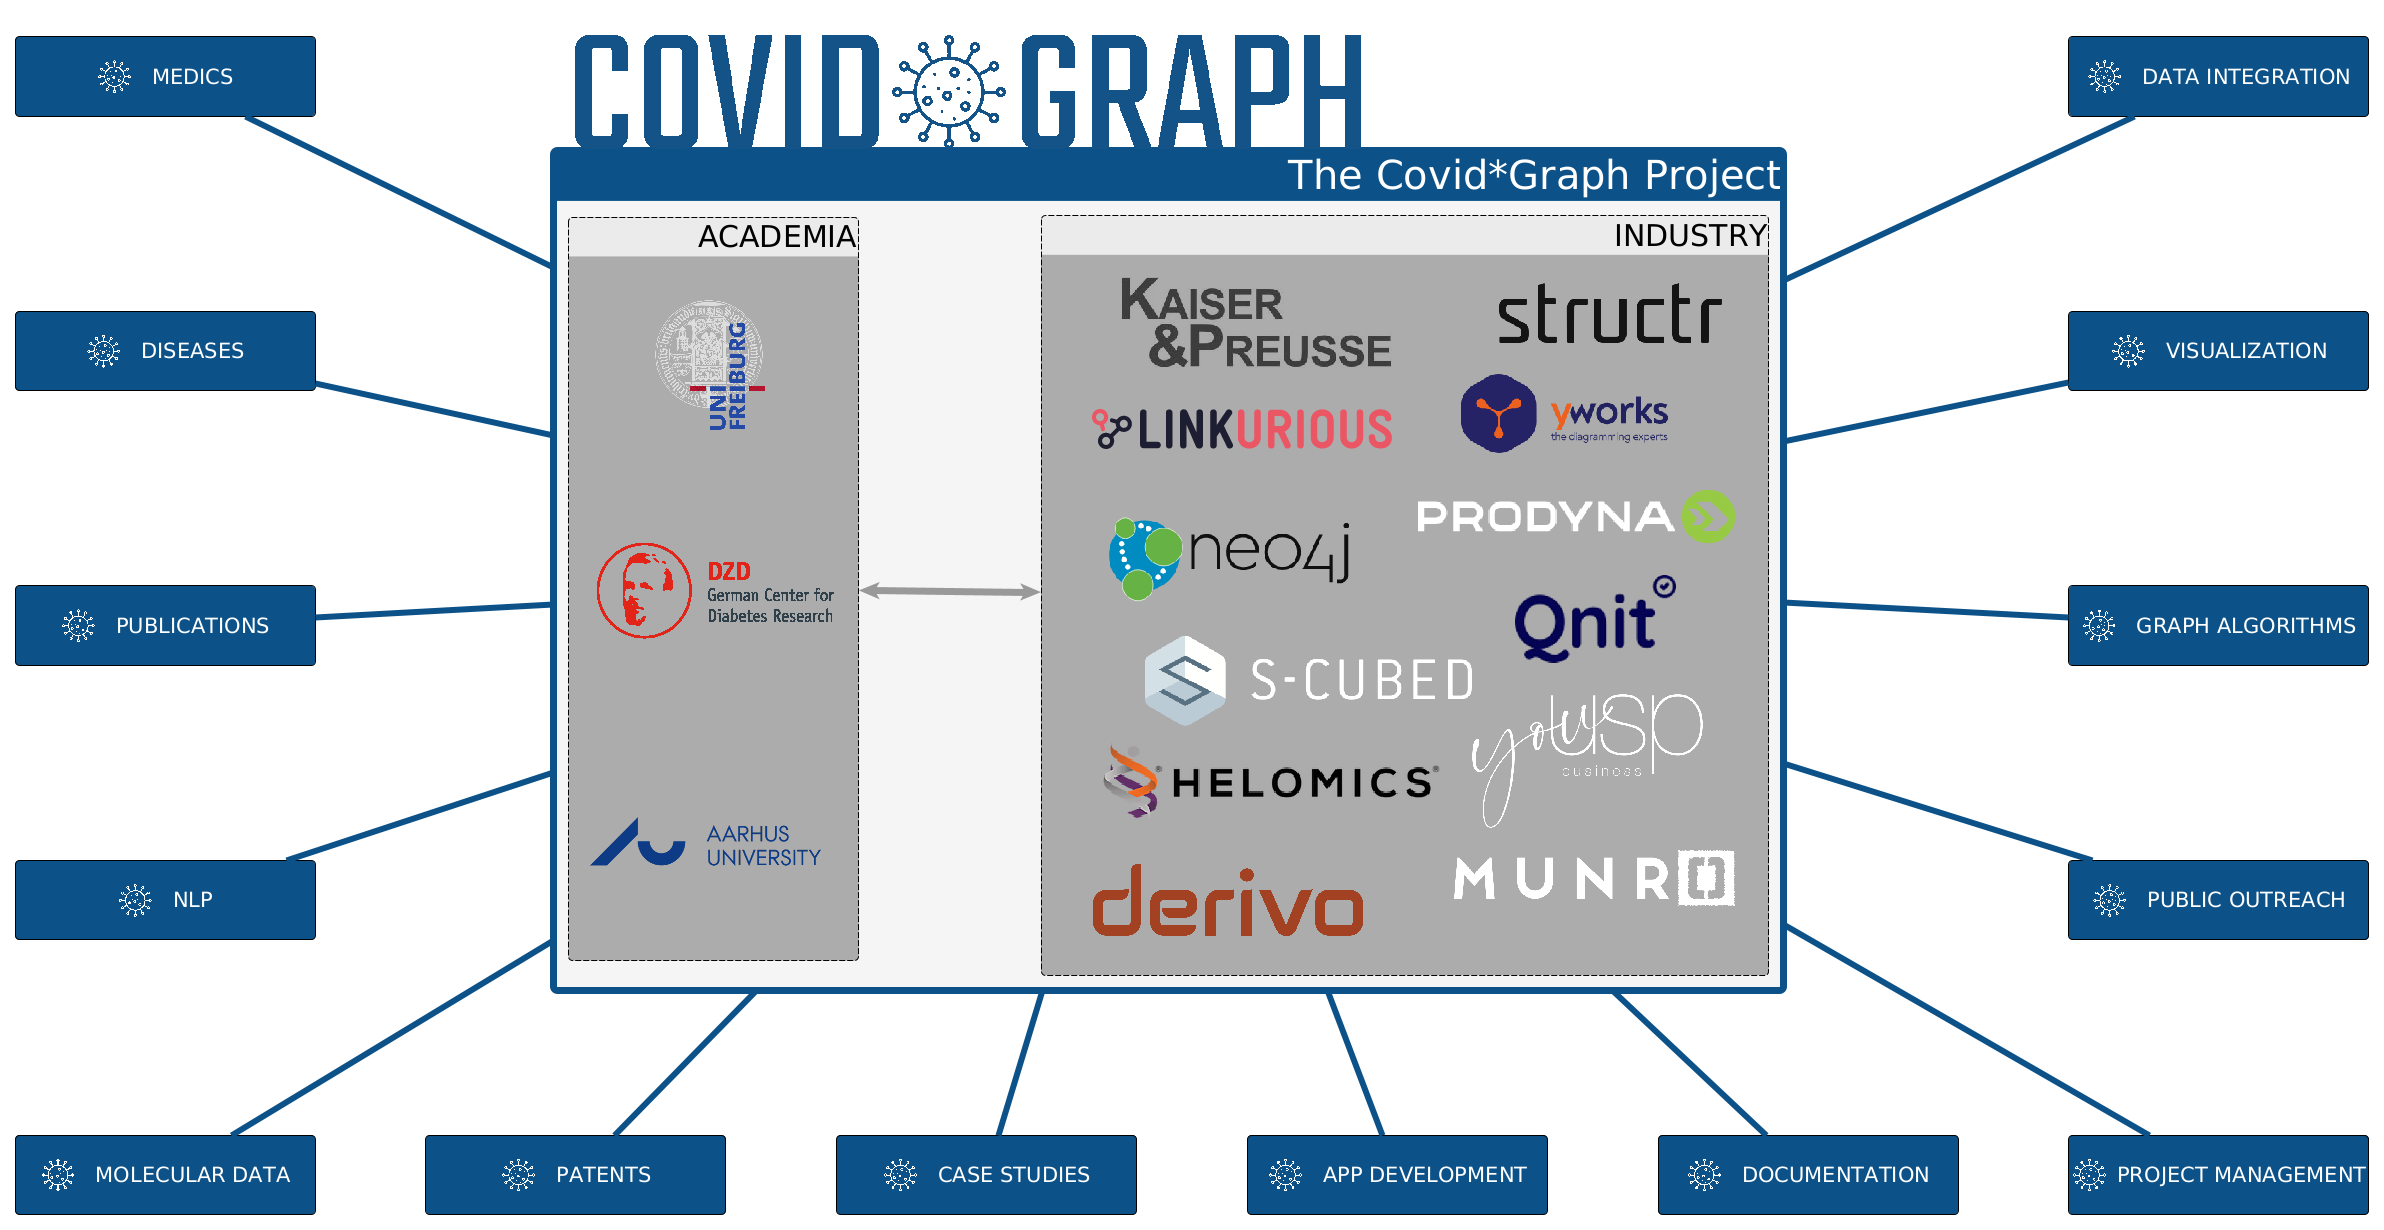 COVID GRAPH
The Covid*Graph Project
MEDICS
DISEASES
PUBLICATIONS
NLP
MOLECULAR DATA
ACADEMIA
UNI
FREIBURG
DZD
German Center for
Diabetes Research
AARHUS
UNIVERSITY
INDUSTRY
KAISER
&PREUSSE
structr
LINKURIOUS
yworks
the diagramming experts
neo4j
PRODYNA
Qnit
S-CUBED
your usp
business
HELOMICS®
derivo
MUNRO
DATA INTEGRATION
VISUALIZATION
GRAPH ALGORITHMS
PUBLIC OUTREACH
PATENTS
CASE STUDIES
APP DEVELOPMENT
DOCUMENTATION
PROJECT MANAGEMENT